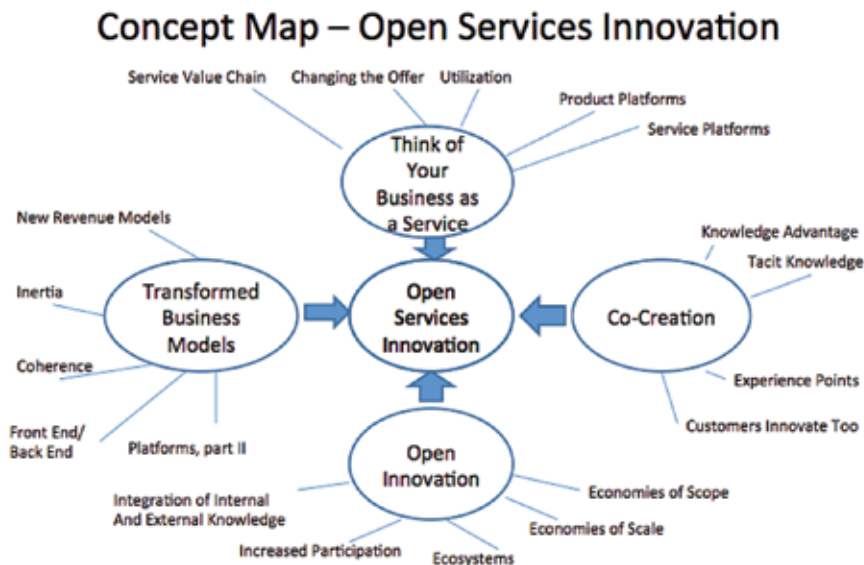 Concept Map – Open Services Innovation
Service Value Chain
Changing the Offer
Utilization
Product Platforms
Service Platforms
Think of
Your
Business as
a Service
New Revenue Models
Inertia
Coherence
Front End/
Back End
Platforms, part II
Transformed
Business
Models
Open
Services
Innovation
Co-Creation
Knowledge Advantage
Tacit Knowledge
Experience Points
Customers Innovate Too
Open
Innovation
Integration of Internal
And External Knowledge
Increased Participation
Ecosystems
Economies of Scale
Economies of Scope